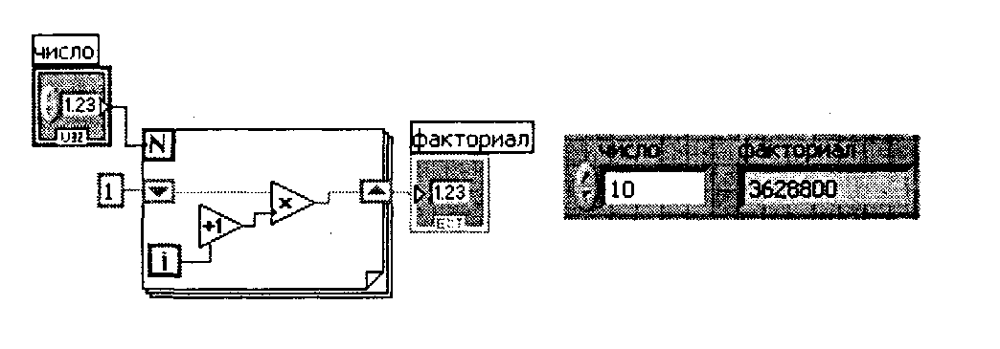 число
1.23
U32
N
1
+1
x
i
факториал
1.23
число
факториал
10
3628800